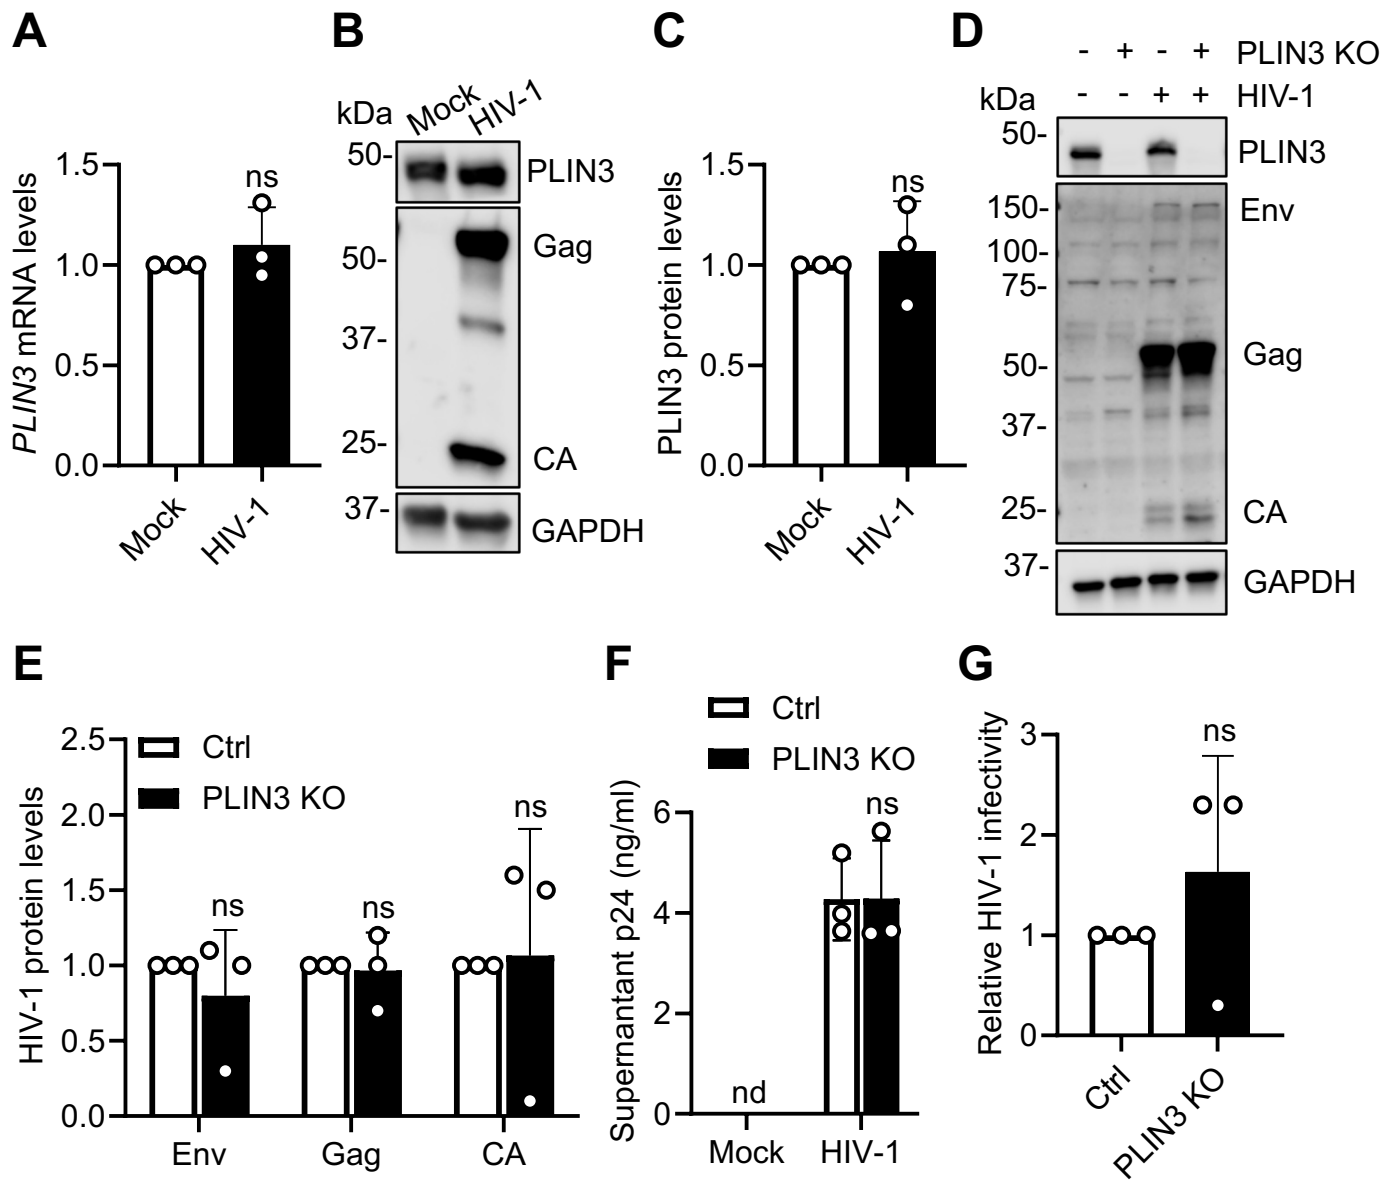 A
PLIN3 mRNA levels
1.5
1.0
0.5
0.0
ns
Mock
HIV-1
B
kDa
Mock
HIV-1
50-
PLIN3
50-
37-
25-
Gag
CA
37-
GAPDH
C
PLIN3 protein levels
1.5
1.0
0.5
0.0
ns
Mock
HIV-1
D
- + - + PLIN3 KO
kDa
- - + + HIV-1
50-
PLIN3
150-
Env
100-
75-
50-
Gag
37-
25-
CA
37-
GAPDH
E
HIV-1 protein levels
2.5
2.0
1.5
1.0
0.5
0.0
Ctrl
PLIN3 KO
ns
ns
ns
Env
Gag
CA
F
Ctrl
PLIN3 KO
Supernantant p24 (ng/ml)
6
4
2
0
ns
nd
Mock
HIV-1
G
Relative HIV-1 infectivity
3
2
1
0
ns
Ctrl
PLIN3 KO